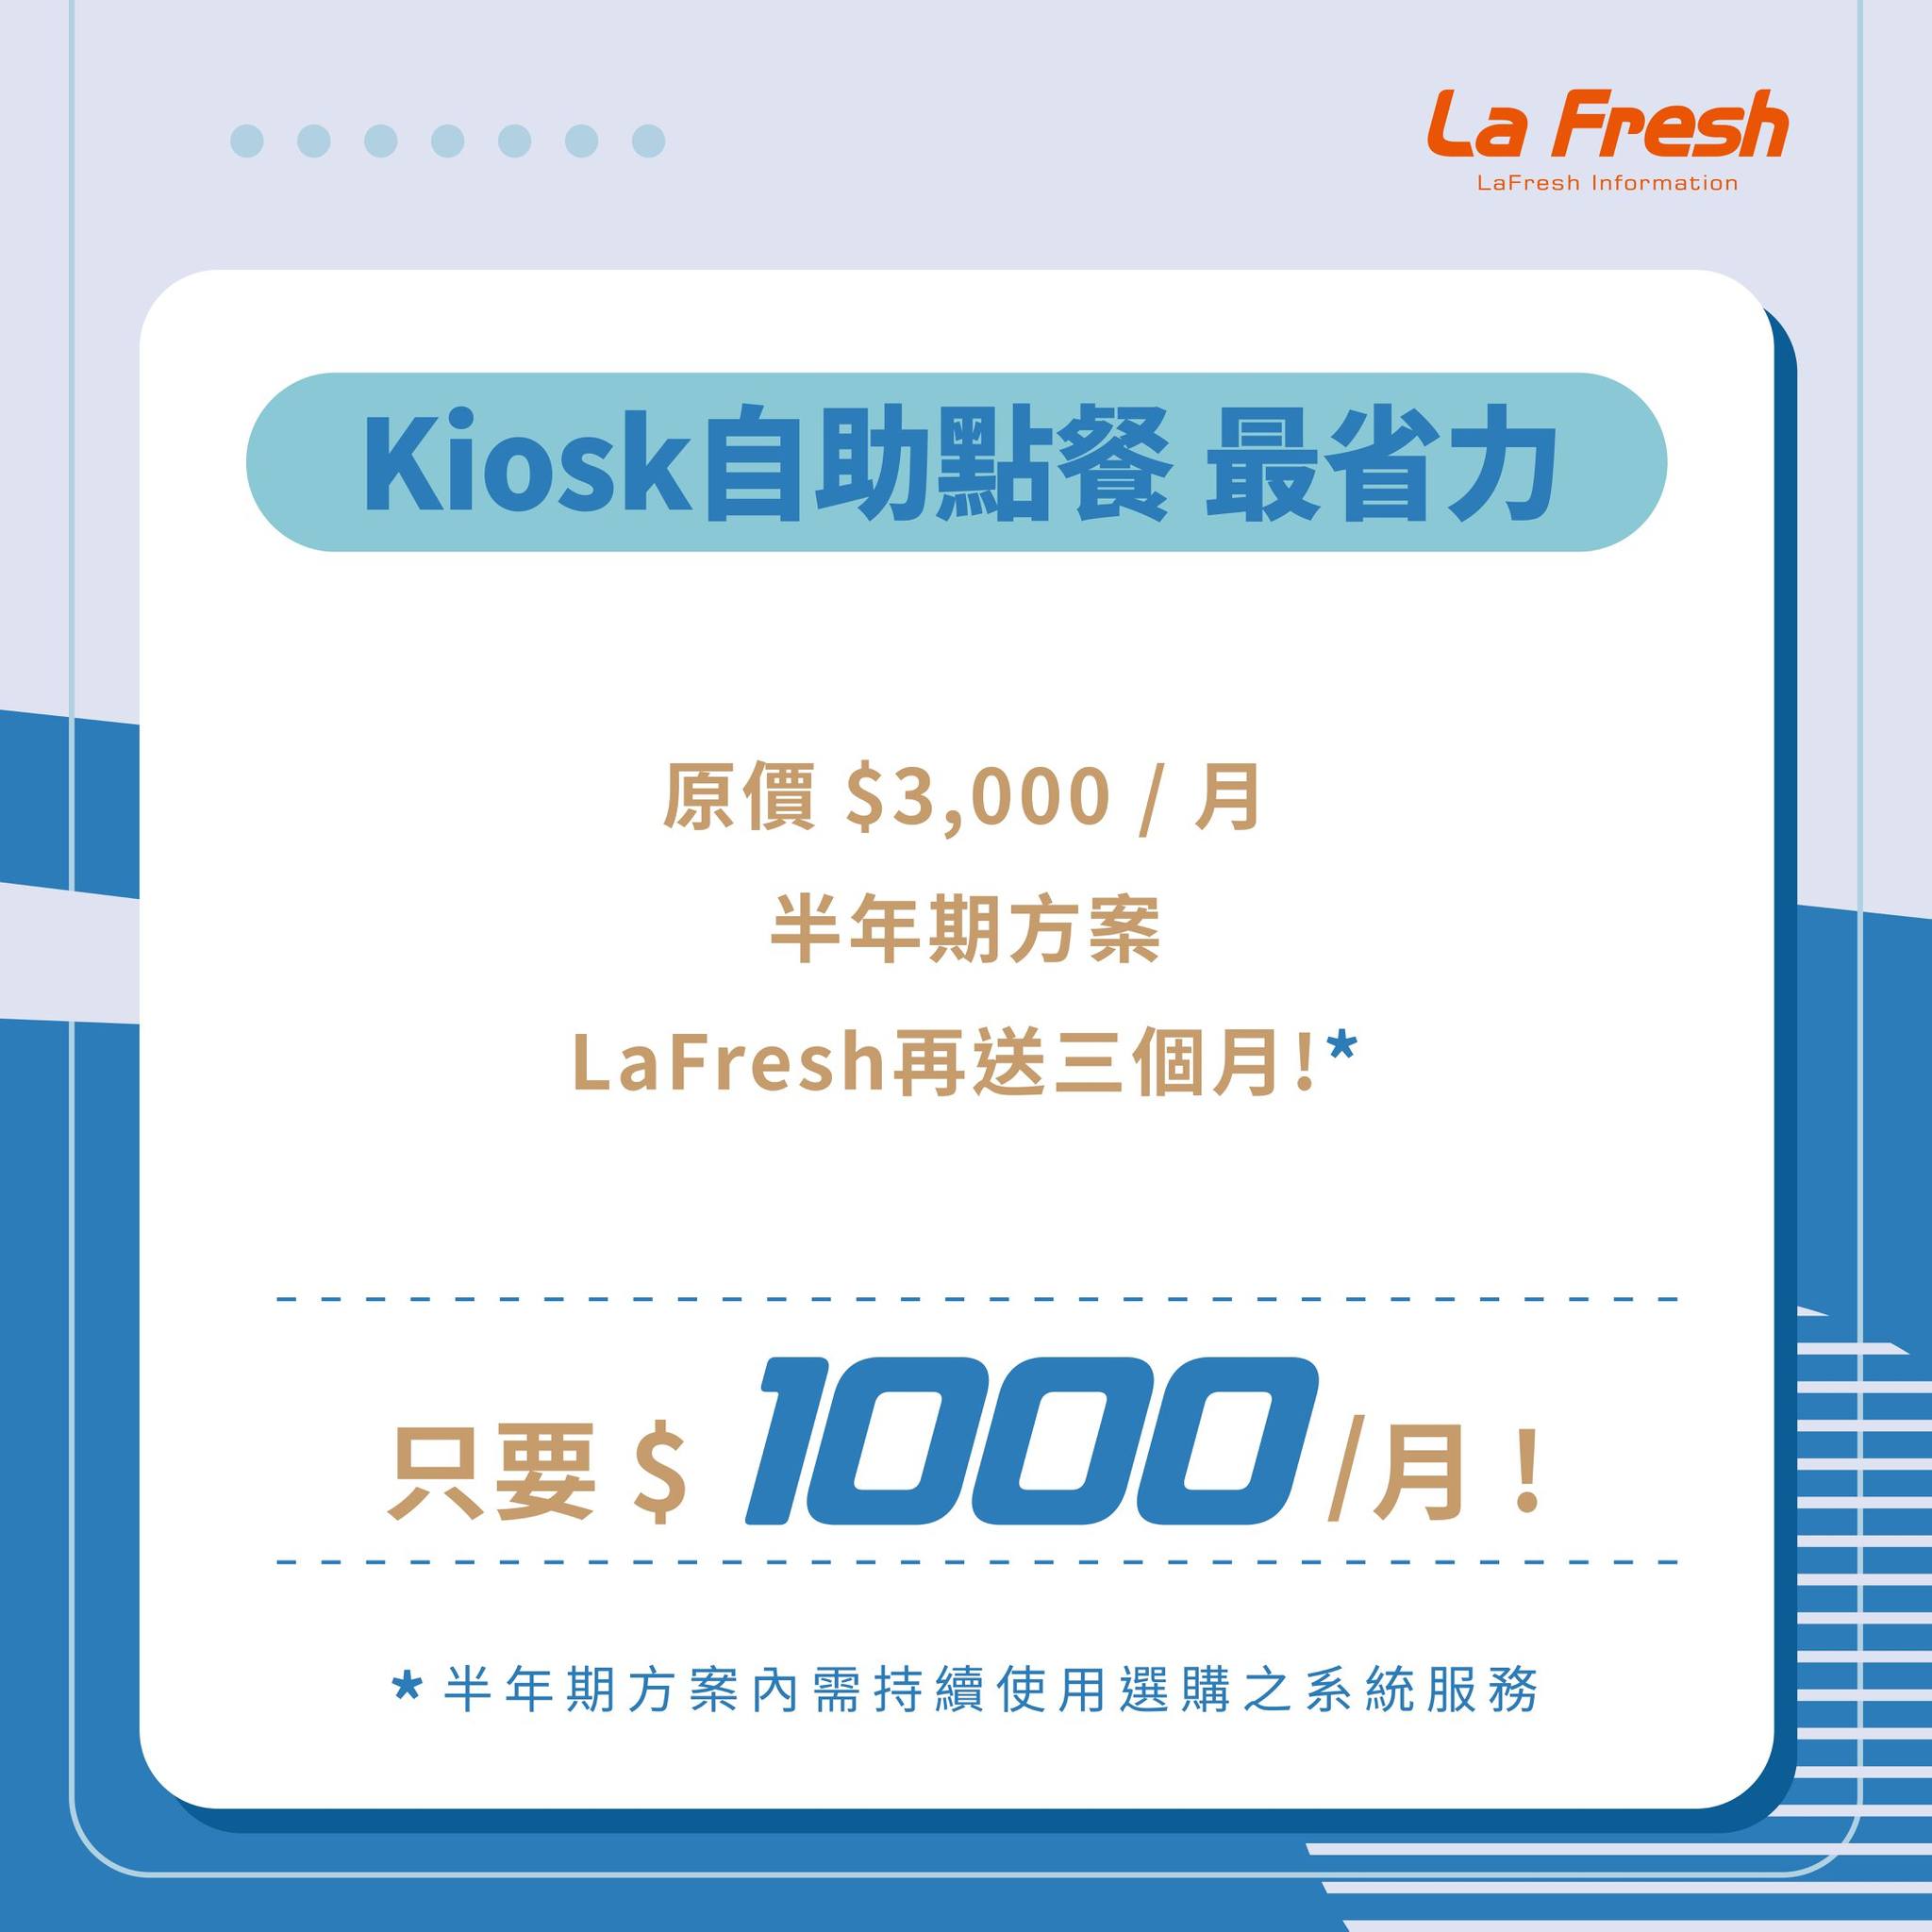 La Fresh
LaFresh Information
Kiosk自助點餐 最省力
原價 $3,000 / 月
半年期方案
LaFresh再送三個月!*
只要 $ 1000/月 !
*半年期方案內需持續使用選購之系統服務